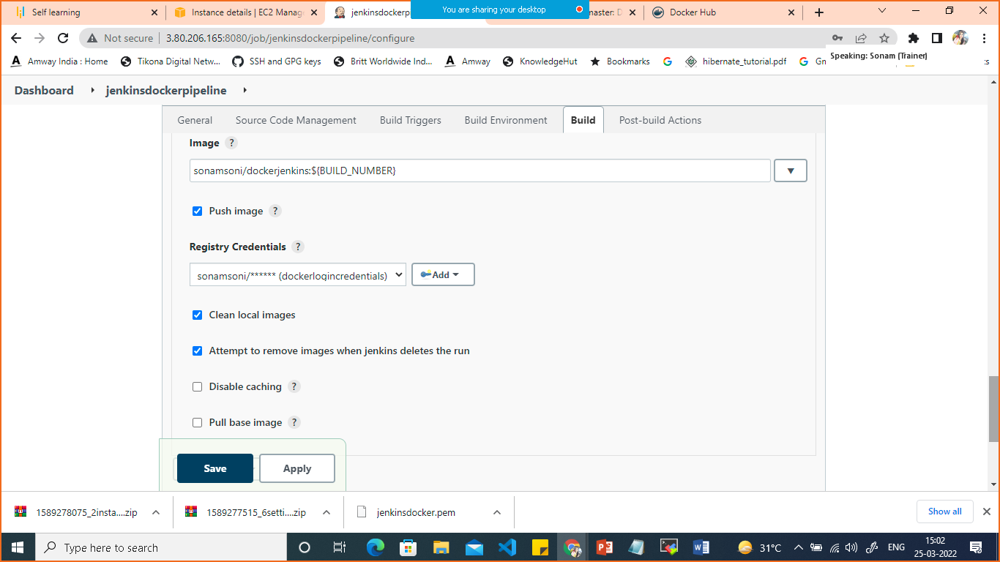 Self learning
Instance details | EC2 Manag
jenkinsdockerp
You are sharing your desktop
naster: D
Docker Hub
Not secure
3.80.206.165:8080/job/jenkinsdockerpipeline/configure
Speaking: Sonam (Trainer)
Amway India : Home
Tikona Digital Netw...
SSH and GPG keys
Britt Worldwide Ind...
Amway
KnowledgeHut
Bookmarks
hibernate_tutorial.pdf
Dashboard
jenkinsdockerpipeline
General
Source Code Management
Build Triggers
Build Environment
Build
Post-build Actions
Image ?
sonamsoni/dockerjenkins:${BUILD_NUMBER}
Push image ?
Registry Credentials ?
sonamsoni/****** (dockerlogincredentials)
Add
Clean local images
Attempt to remove images when jenkins deletes the run
Disable caching ?
Pull base image ?
Save
Apply
1589278075_2insta....zip
1589277515_6setti....zip
jenkinsdocker.pem
Show all
Type here to search
31°C
ENG
15:02
25-03-2022